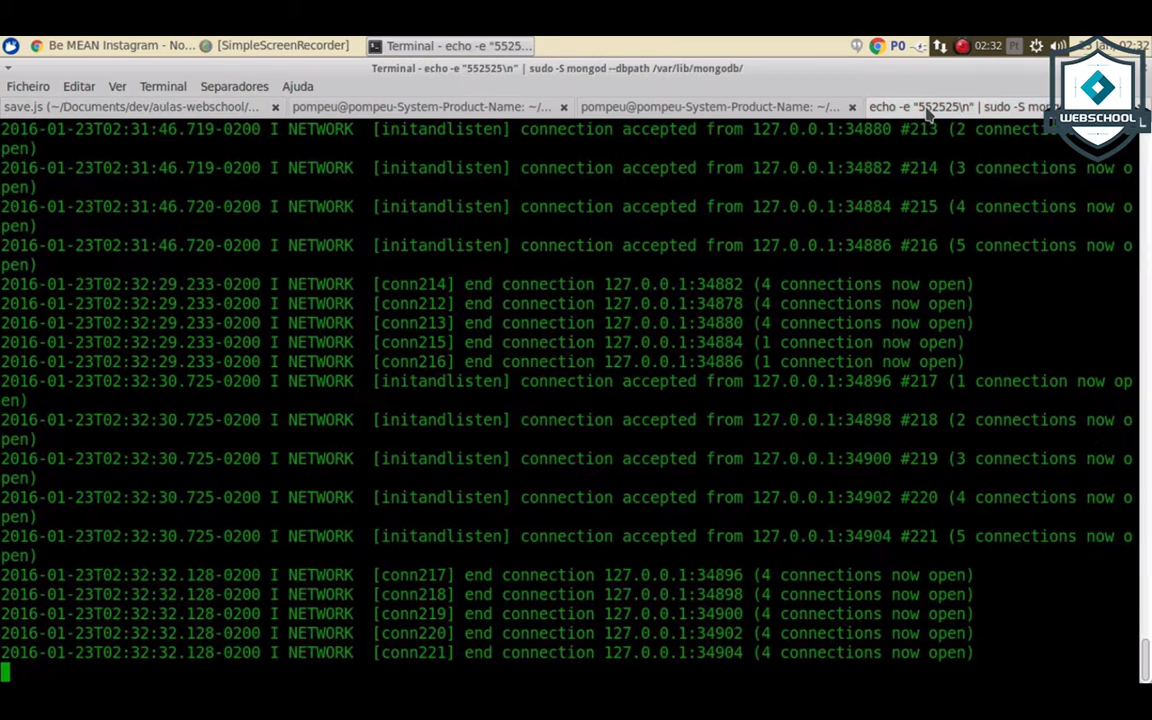 Be MEAN Instagram - No...
[SimpleScreenRecorder]
Terminal - echo -e "5525...
PO
02:32
Pt
Terminal - echo -e "552525\n" | sudo -S mongod --dbpath /var/lib/mongodb/
Ficheiro Editar Ver Terminal Separadores Ajuda
save.js (~/Documents/dev/aulas-webschool/...
pompeu@pompeu-System-Product-Name: ~/...
pompeu@pompeu-System-Product-Name: ~/...
echo -e "552525\n" | sudo -S
WEBSCHOOL
2016-01-23T02:31:46.719-0200 I NETWORK [initandlisten] connection accepted from 127.0.0.1:34880 #213 (2
pen)
2016-01-23T02:31:46.719-0200 I NETWORK [initandlisten] connection accepted from 127.0.0.1:34882 #214 (3 connections now o
pen)
2016-01-23T02:31:46.720-0200 I NETWORK [initandlisten] connection accepted from 127.0.0.1:34884 #215 (4 connections now o
pen)
2016-01-23T02:31:46.720-0200 I NETWORK [initandlisten] connection accepted from 127.0.0.1:34886 #216 (5 connections now o
pen)
2016-01-23T02:32:29.233-0200 I NETWORK [conn214] end connection 127.0.0.1:34882 (4 connections now open)
2016-01-23T02:32:29.233-0200 I NETWORK [conn212] end connection 127.0.0.1:34878 (4 connections now open)
2016-01-23T02:32:29.233-0200 I NETWORK [conn213] end connection 127.0.0.1:34880 (4 connections now open)
2016-01-23T02:32:29.233-0200 I NETWORK [conn215] end connection 127.0.0.1:34884 (1 connection now open)
2016-01-23T02:32:29.233-0200 I NETWORK [conn216] end connection 127.0.0.1:34886 (1 connection now open)
2016-01-23T02:32:30.725-0200 I NETWORK [initandlisten] connection accepted from 127.0.0.1:34896 #217 (1 connection now op
en)
2016-01-23T02:32:30.725-0200 I NETWORK [initandlisten] connection accepted from 127.0.0.1:34898 #218 (2 connections now o
pen)
2016-01-23T02:32:30.725-0200 I NETWORK [initandlisten] connection accepted from 127.0.0.1:34900 #219 (3 connections now o
pen)
2016-01-23T02:32:30.725-0200 I NETWORK [initandlisten] connection accepted from 127.0.0.1:34902 #220 (4 connections now o
pen)
2016-01-23T02:32:30.725-0200 I NETWORK [initandlisten] connection accepted from 127.0.0.1:34904 #221 (5 connections now o
pen)
2016-01-23T02:32:32.128-0200 I NETWORK [conn217] end connection 127.0.0.1:34896 (4 connections now open)
2016-01-23T02:32:32.128-0200 I NETWORK [conn218] end connection 127.0.0.1:34898 (4 connections now open)
2016-01-23T02:32:32.128-0200 I NETWORK [conn219] end connection 127.0.0.1:34900 (4 connections now open)
2016-01-23T02:32:32.128-0200 I NETWORK [conn220] end connection 127.0.0.1:34902 (4 connections now open)
2016-01-23T02:32:32.128-0200 I NETWORK [conn221] end connection 127.0.0.1:34904 (4 connections now open)